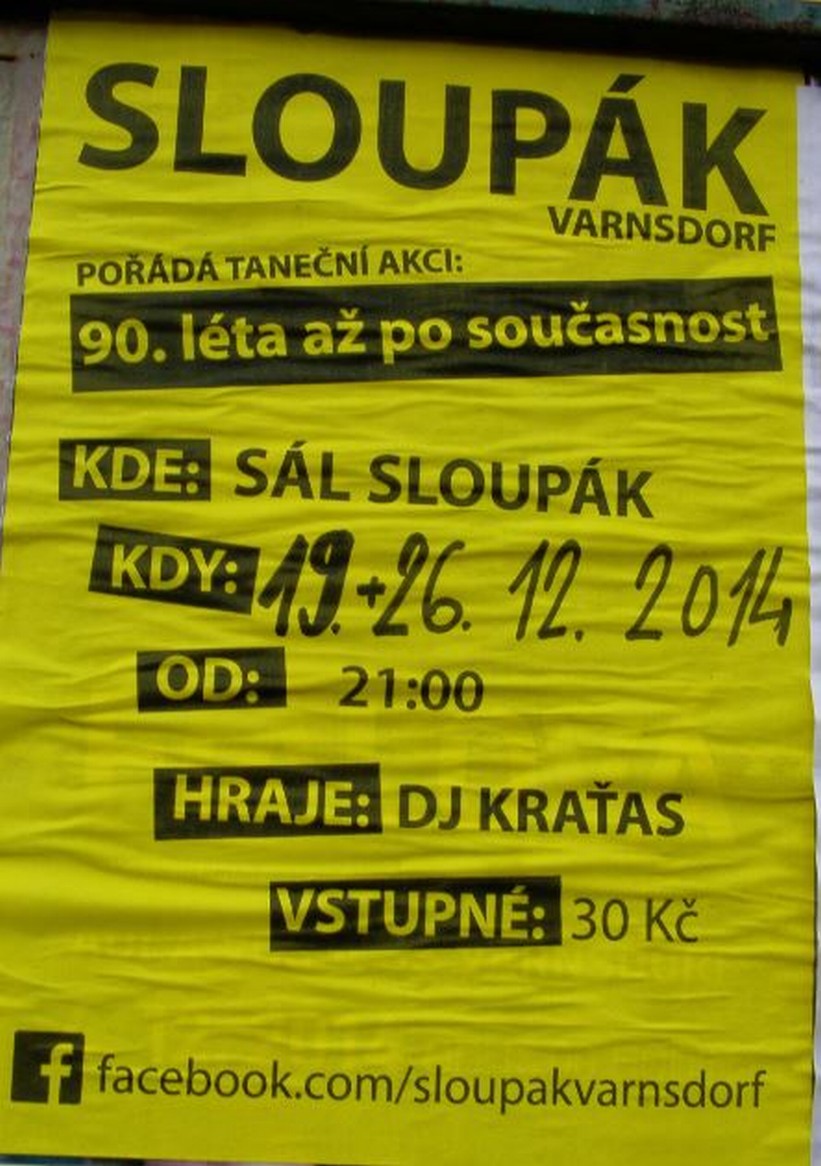 SLOUPÁK
VARNSDORF
POŘÁDÁ TANEČNÍ AKCI:
90. léta až po současnost
KDE: SÁL SLOUPÁK
KDY: 19.+26. 12. 2014
OD: 21:00
HRAJE: DJ KRAŤAS
VSTUPNÉ: 30 Kč
f facebook.com/sloupakvarnsdorf